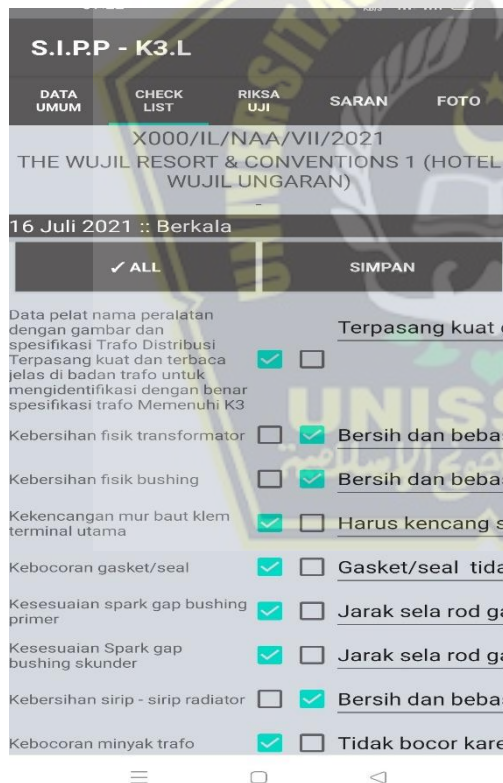 S.I.P.P - K3.L
DATA UMUM
CHECK LIST
RIKSA UJI
SARAN
FOTO
X000/IL/NAA/VII/2021
THE WUJIL RESORT & CONVENTIONS 1 (HOTEL
WUJIL UNGARAN)
-
16 Juli 2021 :: Berkala
✓ ALL
SIMPAN
Data pelat nama peralatan
dengan gambar dan
spesifikasi Trafo Distribusi
Terpasang kuat dan terbaca
jelas di badan trafo untuk
mengidentifikasi dengan benar
spesifikasi trafo Memenuhi K3
Terpasang kuat
Kebersihan fisik transformator
Bersih dan bebas
Kebersihan fisik bushing
Bersih dan bebas
Kekencangan mur baut klem
terminal utama
Harus kencang s
Kebocoran gasket/seal
Gasket/seal tida
Kesesuaian spark gap bushing
primer
Jarak sela rod ga
Kesesuaian Spark gap
bushing skunder
Jarak sela rod ga
Kebersihan sirip - sirip radiator
Bersih dan bebas
Kebocoran minyak trafo
Tidak bocor kare
UNISS